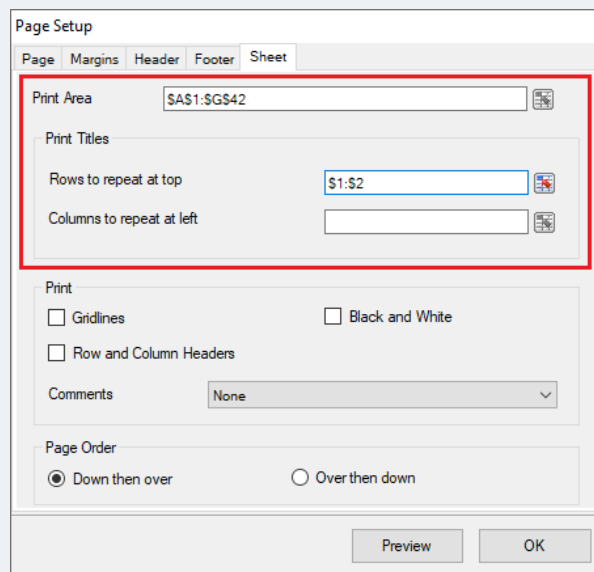 Page Setup
Page Margins Header Footer Sheet
Print Area $A$1:$G$42
Print Titles
Rows to repeat at top $1:$2
Columns to repeat at left
Print
Gridlines Black and White
Row and Column Headers
Comments None
Page Order
Down then over Over then down
Preview OK